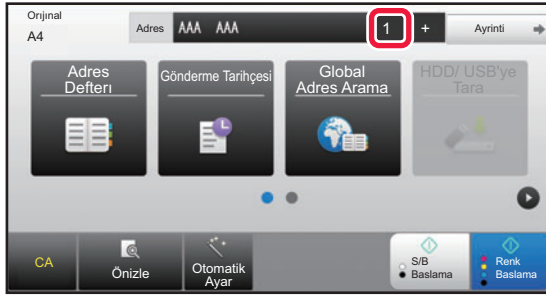 Orijinal
A4
Adres AAA AAA 1 + Ayrinti
Adres
Defteri
Gönderme Tarihçesi
Global
Adres Arama
HDD/ USB'ye
Tara
CA
Önizle
Otomatik
Ayar
S/B
Baslama
Renk
Baslama